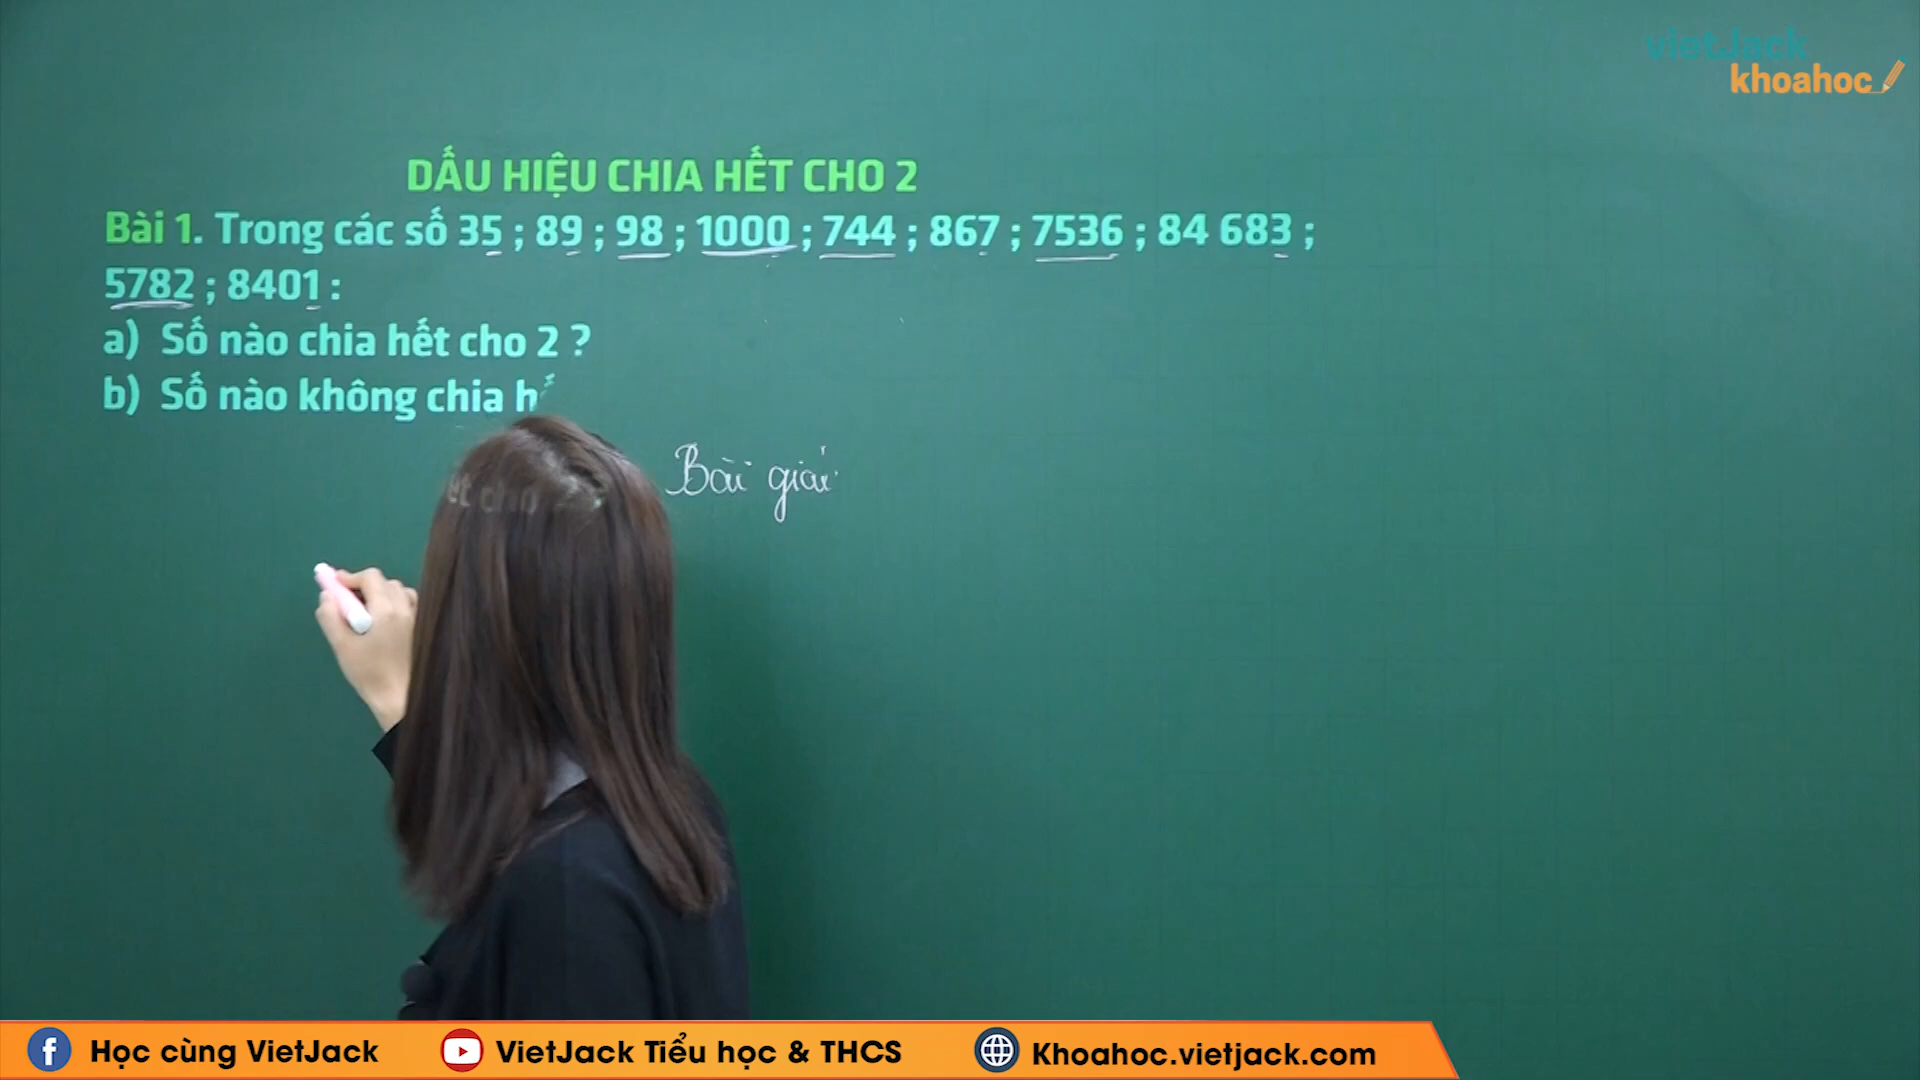 vietJack
khoahoc
DẤU HIỆU CHIA HẾT CHO 2
Bài 1. Trong các số 35 ; 89 ; 98 ; 1000 ; 744 ; 867 ; 7536 ; 84 683 ;
5782 ; 8401 :
a) Số nào chia hết cho 2 ?
b) Số nào không chia
Bài giải
Học cùng VietJack
VietJack Tiểu học & THCS
Khoahoc.vietjack.com